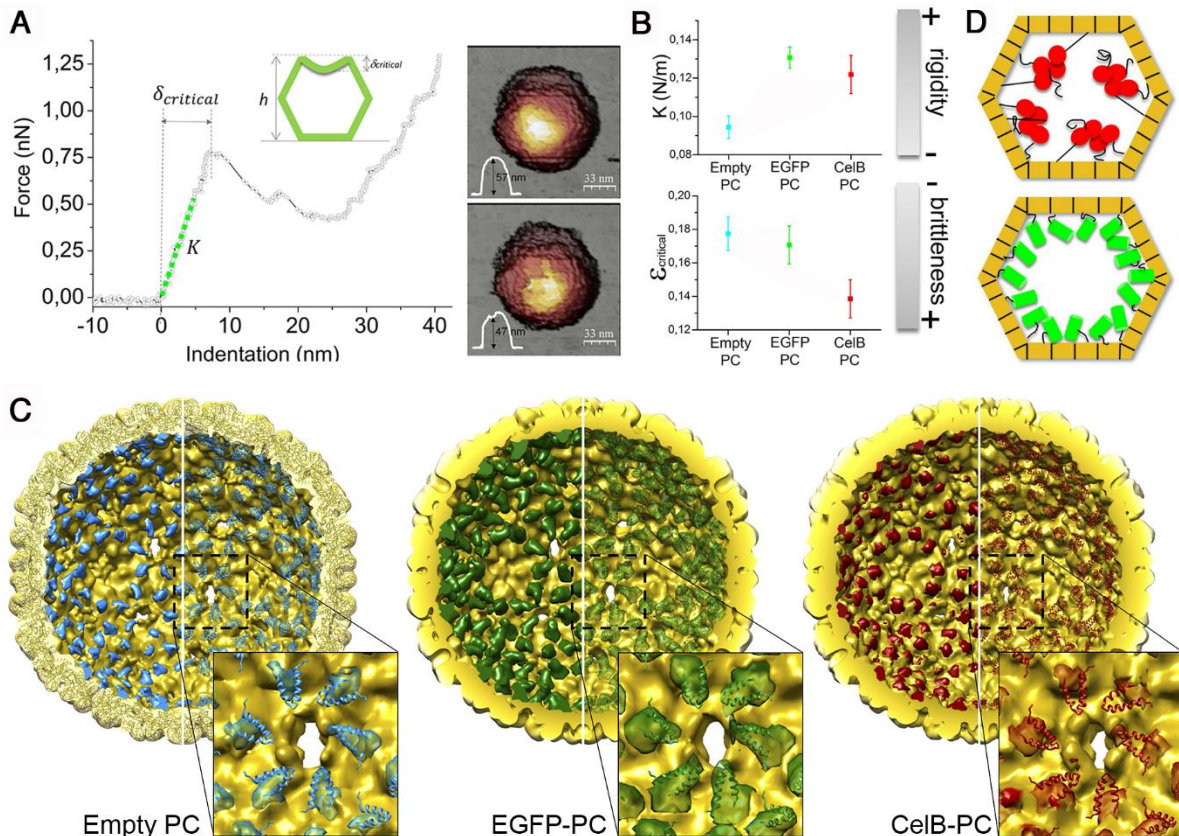 A
Force (nN)
1,25
1,00
0,75
0,50
0,25
0,00
-10 0 10 20 30 40
Indentation (nm)
δcritical
K
h
δcritical
57 nm
33 nm
47 nm
33 nm
B
K (N/m)
0,16
0,14
0,12
0,10
0,08
Empty PC
EGFP PC
CelB PC
εcritical
0,20
0,18
0,16
0,14
0,12
Empty PC
EGFP PC
CelB PC
+
rigidity
-
-
brittleness
+
D
C
Empty PC
EGFP-PC
CelB-PC